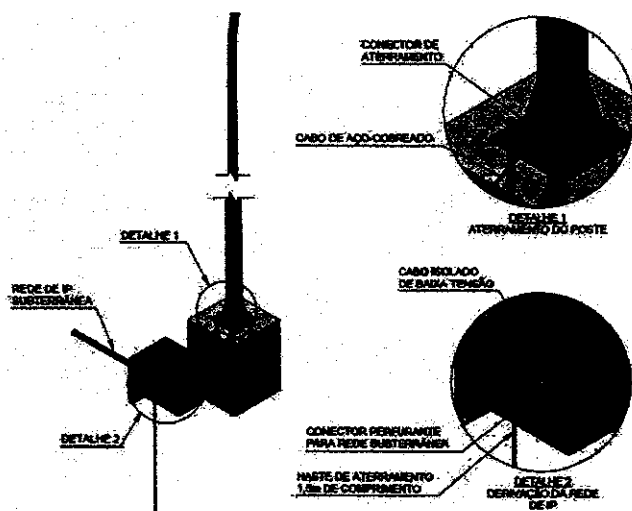 CONECTOR DE
ATERRAMENTO
CABO DE AÇO-COBREADO
DETALHE 1
ATERRAMENTO DO POSTE
DETALHE 1
REDE DE IP
SUBTERRÂNEA
CABO ISOLADO
DE BAIXA TENSÃO
DETALHE 2
CONECTOR PERFURANTE
PARA REDE SUBTERRÂNEA
HASTE DE ATERRAMENTO
1,5m DE COMPRIMENTO
DETALHE 2
DERIVAÇÃO DA REDE
DE IP